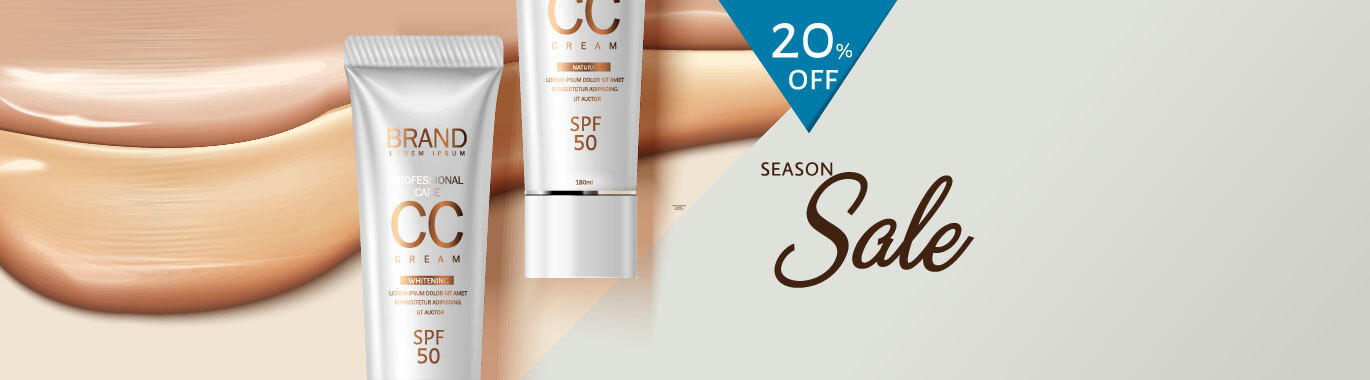 BRAND
LOREM IPSUM
PROFESSIONAL
CARE
CC
CREAM
WHITENING
LOREM IPSUM DOLOR SIT AMET
CONSECTETUR ADIPISCING
UT AUCTOR
SPF
50
CC
CREAM
NATURAL
LOREM IPSUM DOLOR SIT AMET
CONSECTETUR ADIPISCING
UT AUCTOR
SPF
50
180ml
20%
OFF
SEASON
Sale